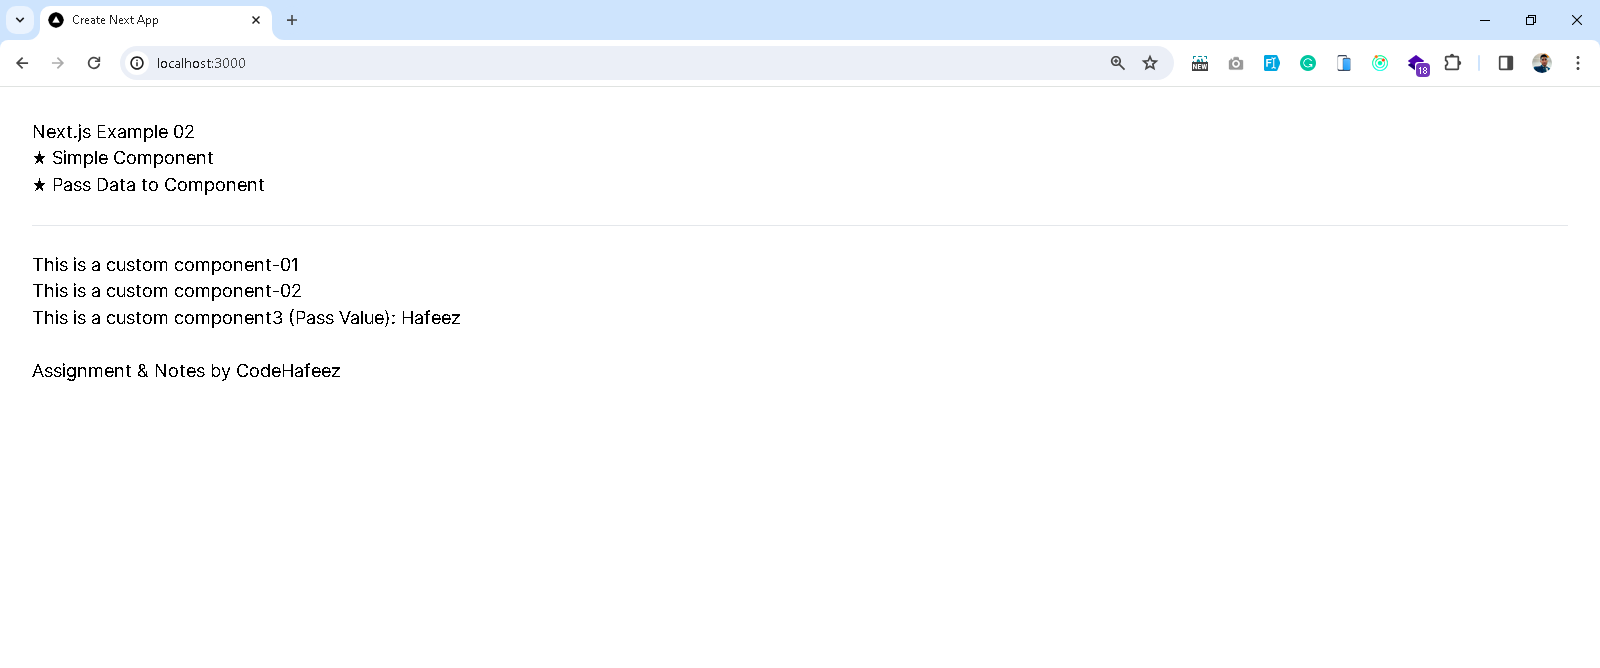 Create Next App
localhost:3000
NEW
18
Next.js Example 02
★ Simple Component
★ Pass Data to Component
This is a custom component-01
This is a custom component-02
This is a custom component3 (Pass Value): Hafeez
Assignment & Notes by CodeHafeez